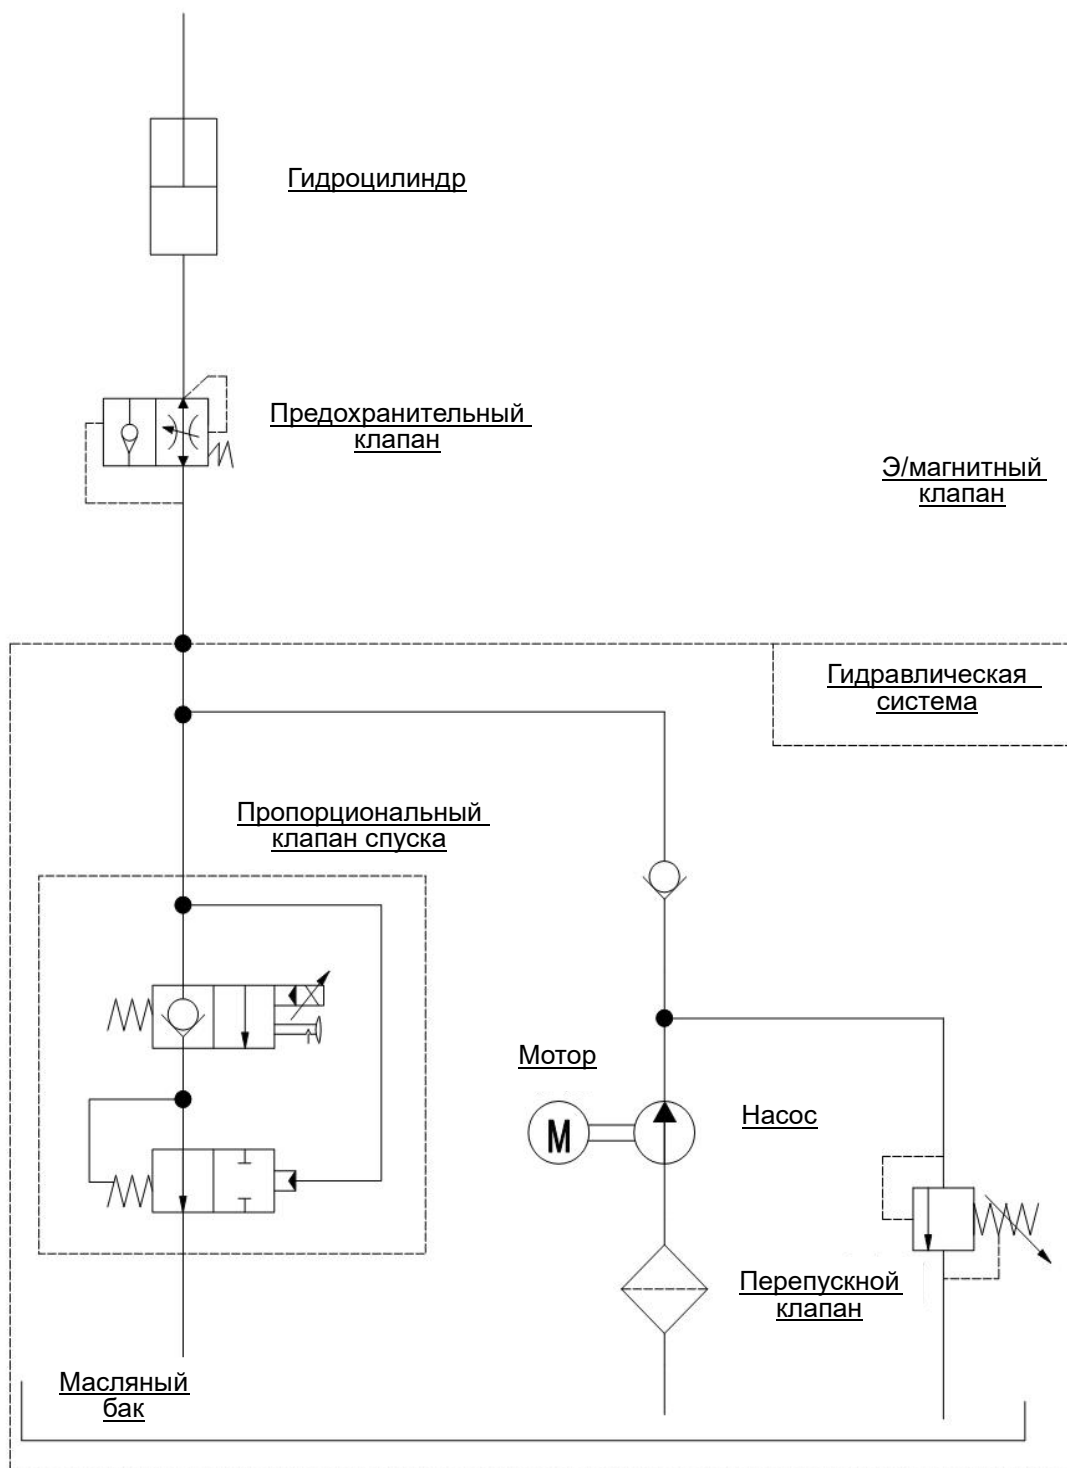 Гидроцилиндр
Предохранительный
клапан
Э/магнитный
клапан
Гидравлическая
система
Пропорциональный
клапан спуска
Мотор
M
Насос
Перепускной
клапан
Масляный
бак